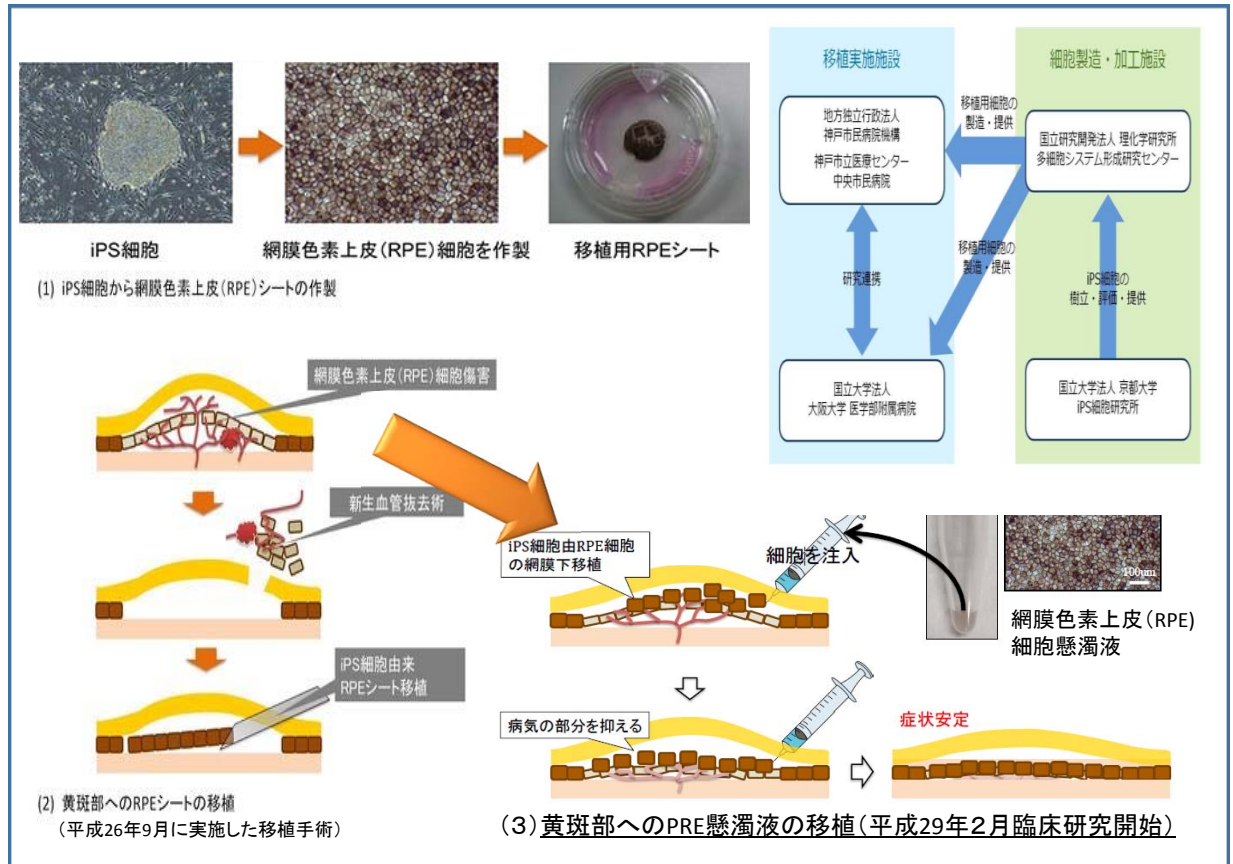 iPS細胞
網膜色素上皮(RPE)細胞を作製
移植用RPEシート
(1) iPS細胞から網膜色素上皮(RPE)シートの作製
移植実施施設
細胞製造・加工施設
地方独立行政法人
神戸市民病院機構
神戸市立医療センター
中央市民病院
移植用細胞の
製造・提供
国立研究開発法人 理化学研究所
多細胞システム形成研究センター
研究連携
移植用細胞の
製造・提供
iPS細胞の
樹立・評価・提供
国立大学法人
大阪大学 医学部附属病院
国立大学法人 京都大学
iPS細胞研究所
網膜色素上皮(RPE)細胞傷害
新生血管抜去術
iPS細胞由来
RPEシート移植
(2) 黄斑部へのRPEシートの移植
(平成26年9月に実施した移植手術)
iPS細胞由RPE細胞
の網膜下移植
細胞を注入
100um
網膜色素上皮(RPE)
細胞懸濁液
病気の部分を抑える
症状安定
(3)黄斑部へのPRE懸濁液の移植(平成29年2月臨床研究開始)